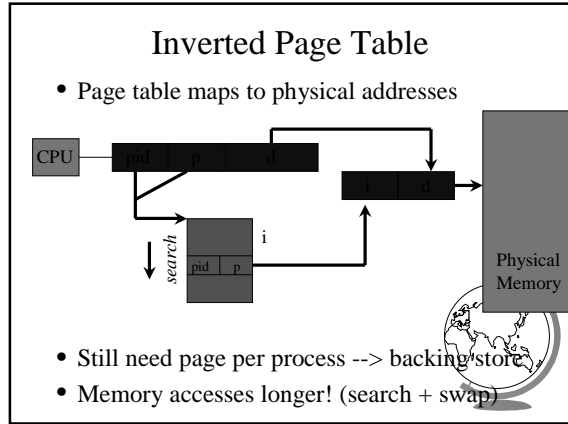 Inverted Page Table
• Page table maps to physical addresses
CPU
pid p d
i d
search
i
pid p
Physical
Memory
• Still need page per process --> backing store
• Memory accesses longer! (search + swap)